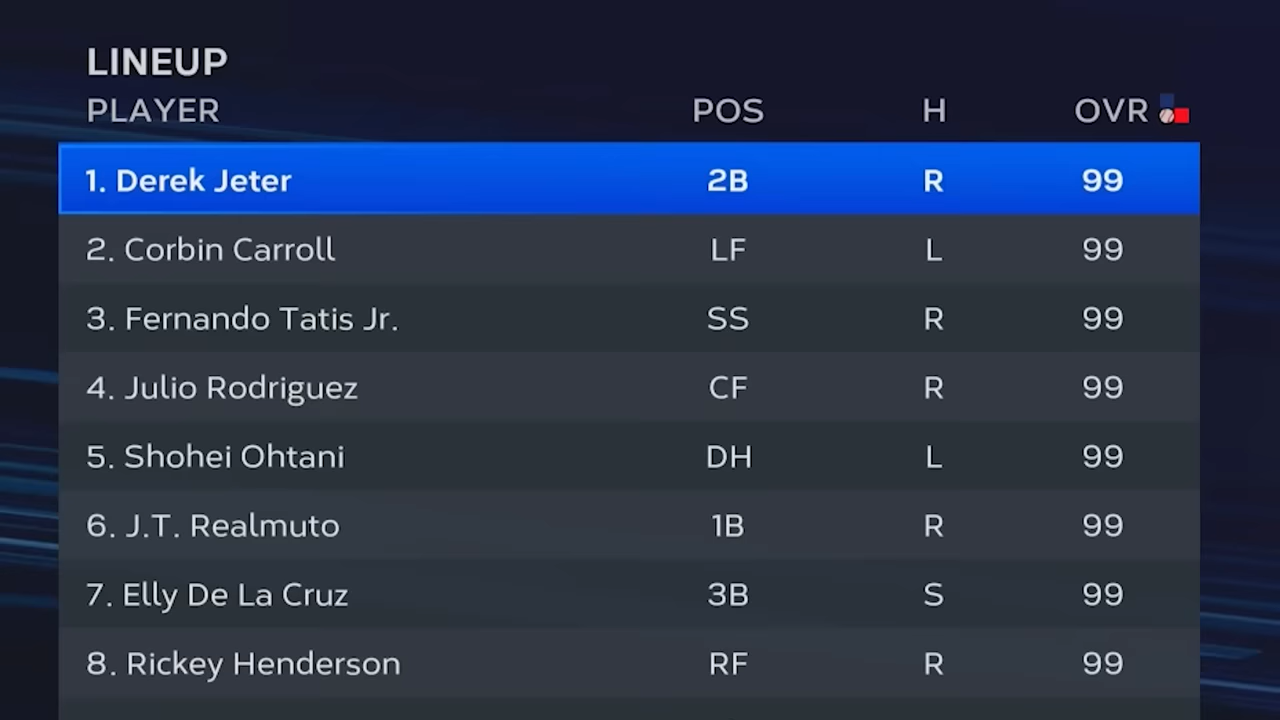 LINEUP
PLAYER POS H OVR
1. Derek Jeter 2B R 99
2. Corbin Carroll LF L 99
3. Fernando Tatis Jr. SS R 99
4. Julio Rodriguez CF R 99
5. Shohei Ohtani DH L 99
6. J.T. Realmuto 1B R 99
7. Elly De La Cruz 3B S 99
8. Rickey Henderson RF R 99